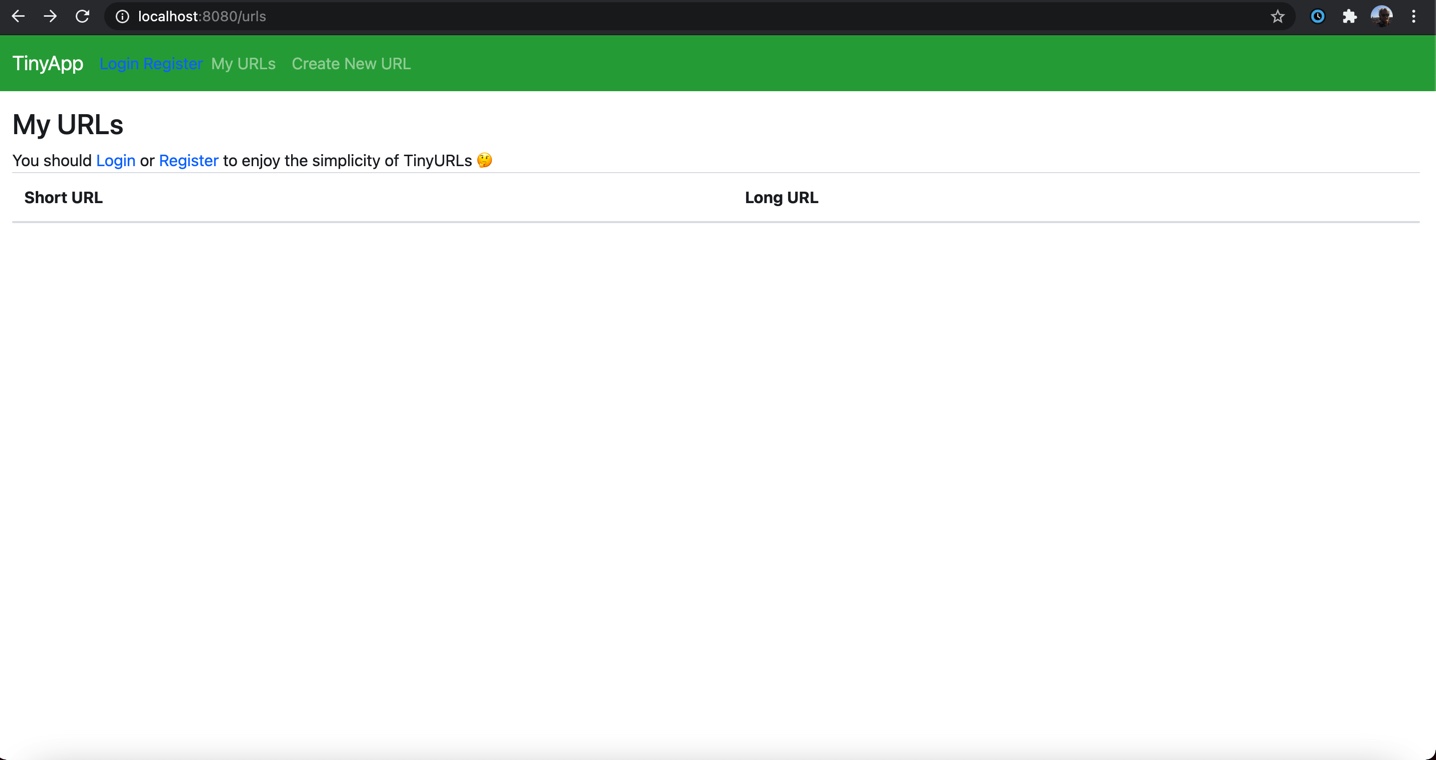 localhost:8080/urls
TinyApp Login Register My URLs Create New URL
My URLs
You should Login or Register to enjoy the simplicity of TinyURLs 🤔
Short URL Long URL